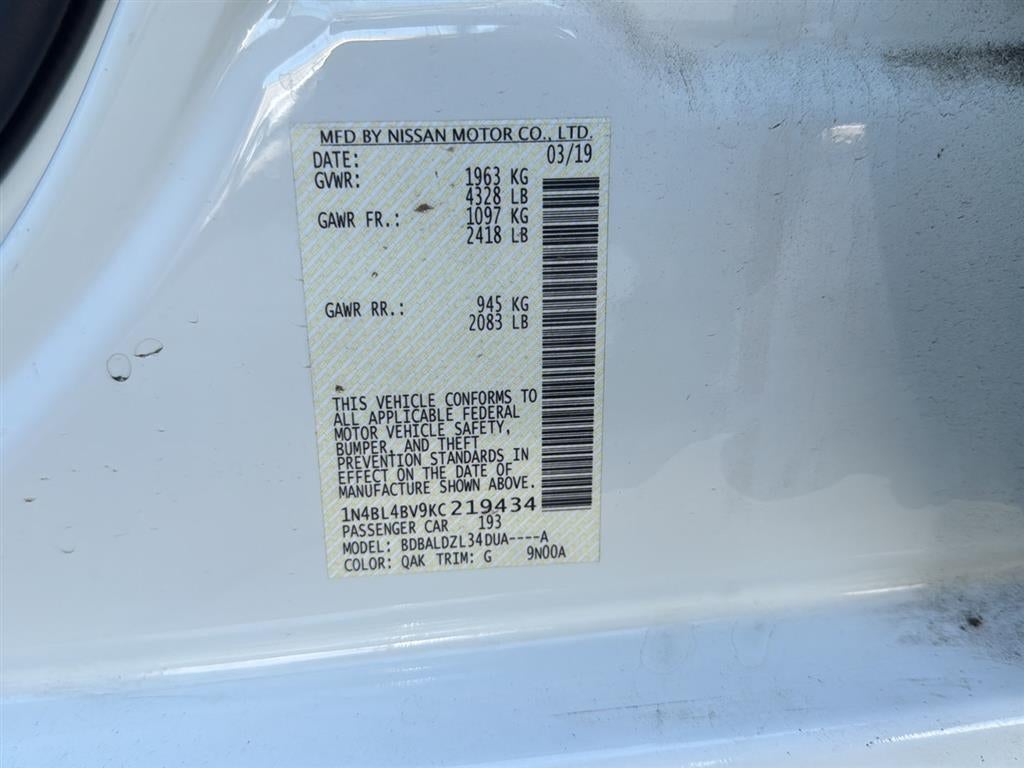 MFD BY NISSAN MOTOR CO., LTD.
DATE: 03/19
GVWR: 1963 KG
4328 LB
GAWR FR.: 1097 KG
2418 LB
GAWR RR.: 945 KG
2083 LB
THIS VEHICLE CONFORMS TO
ALL APPLICABLE FEDERAL
MOTOR VEHICLE SAFETY,
BUMPER, AND THEFT
PREVENTION STANDARDS IN
EFFECT ON THE DATE OF
MANUFACTURE SHOWN ABOVE.
1N4BL4BV9KC219434
PASSENGER CAR 193
MODEL: BDBALDZL34DUA----A
COLOR: QAK TRIM: G 9N00A